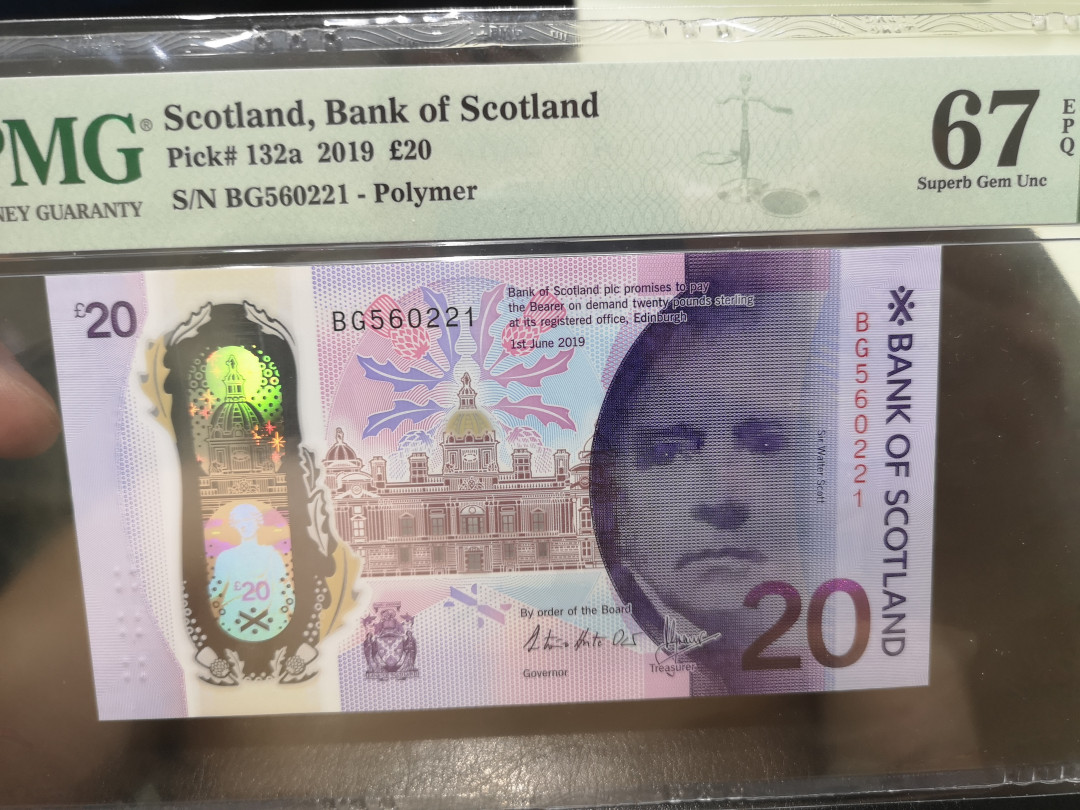 PMG®
NEY GUARANTY
Scotland, Bank of Scotland
Pick# 132a 2019 £20
S/N BG560221 - Polymer
67
EPQ
Superb Gem Unc
£20
BG560221
Bank of Scotland plc promises to pay
the Bearer on demand twenty pounds sterling
at its registered office, Edinburgh
1st June 2019
£20
By order of the Board
Governor
Treasurer
Sir Walter Scott
20
BG560221
BANK OF SCOTLAND